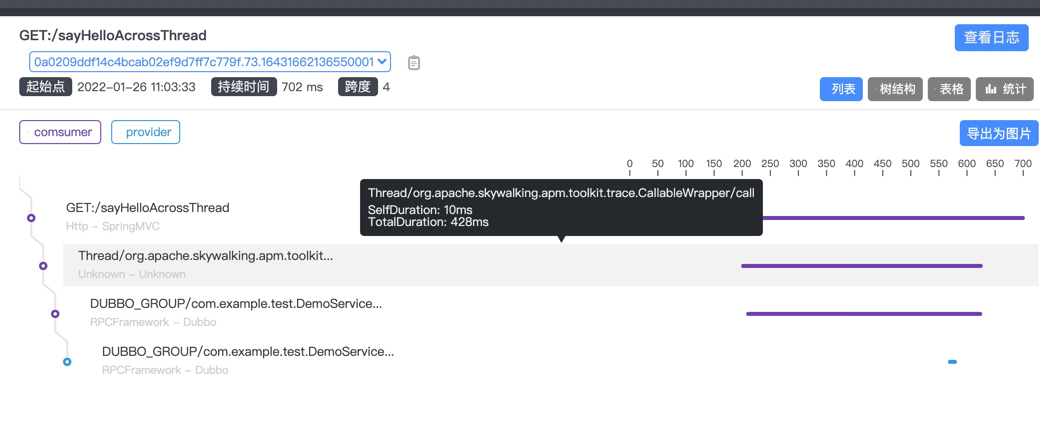 GET:/sayHelloAcrossThread
查看日志
0a0209ddf14c4bcab02ef9d7ff7c779f.73.16431662136550001
起始点 2022-01-26 11:03:33 持续时间 702 ms 跨度 4
列表 树结构 表格 统计
comsumer provider
导出为图片
0 50 100 150 200 250 300 350 400 450 500 550 600 650 700
Thread/org.apache.skywalking.apm.toolkit.trace.CallableWrapper/call
SelfDuration: 10ms
TotalDuration: 428ms
GET:/sayHelloAcrossThread
Http - SpringMVC
Thread/org.apache.skywalking.apm.toolkit...
Unknown - Unknown
DUBBO_GROUP/com.example.test.DemoService...
RPCFramework - Dubbo
DUBBO_GROUP/com.example.test.DemoService...
RPCFramework - Dubbo